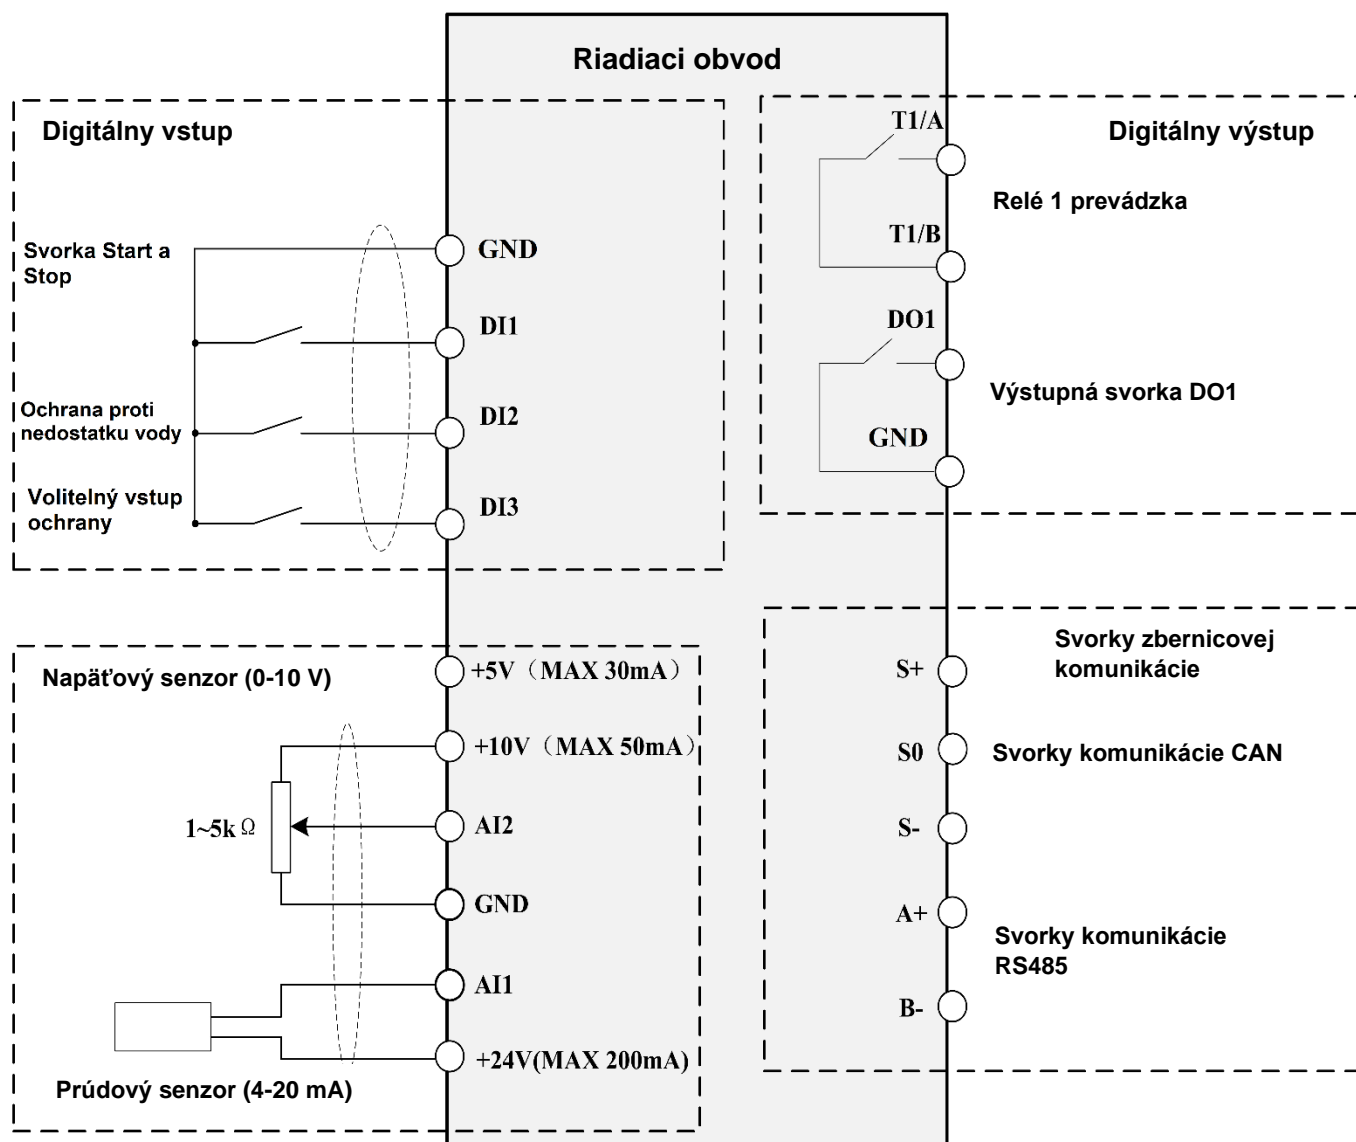 Riadiaci obvod
Digitálny vstup
Svorka Start a
Stop
Ochrana proti
nedostatku vody
Volitelný vstup
ochrany
GND
DI1
DI2
DI3
Digitálny výstup
T1/A
Relé 1 prevádzka
T1/B
DO1
Výstupná svorka DO1
GND
Napäťový senzor (0-10 V)
+5V（MAX 30mA）
+10V（MAX 50mA）
1~5k Ω
AI2
GND
AI1
+24V(MAX 200mA)
Prúdový senzor (4-20 mA)
Svorky zbernicovej
komunikácie
S+
S0
Svorky komunikácie CAN
S-
A+
Svorky komunikácie
RS485
B-